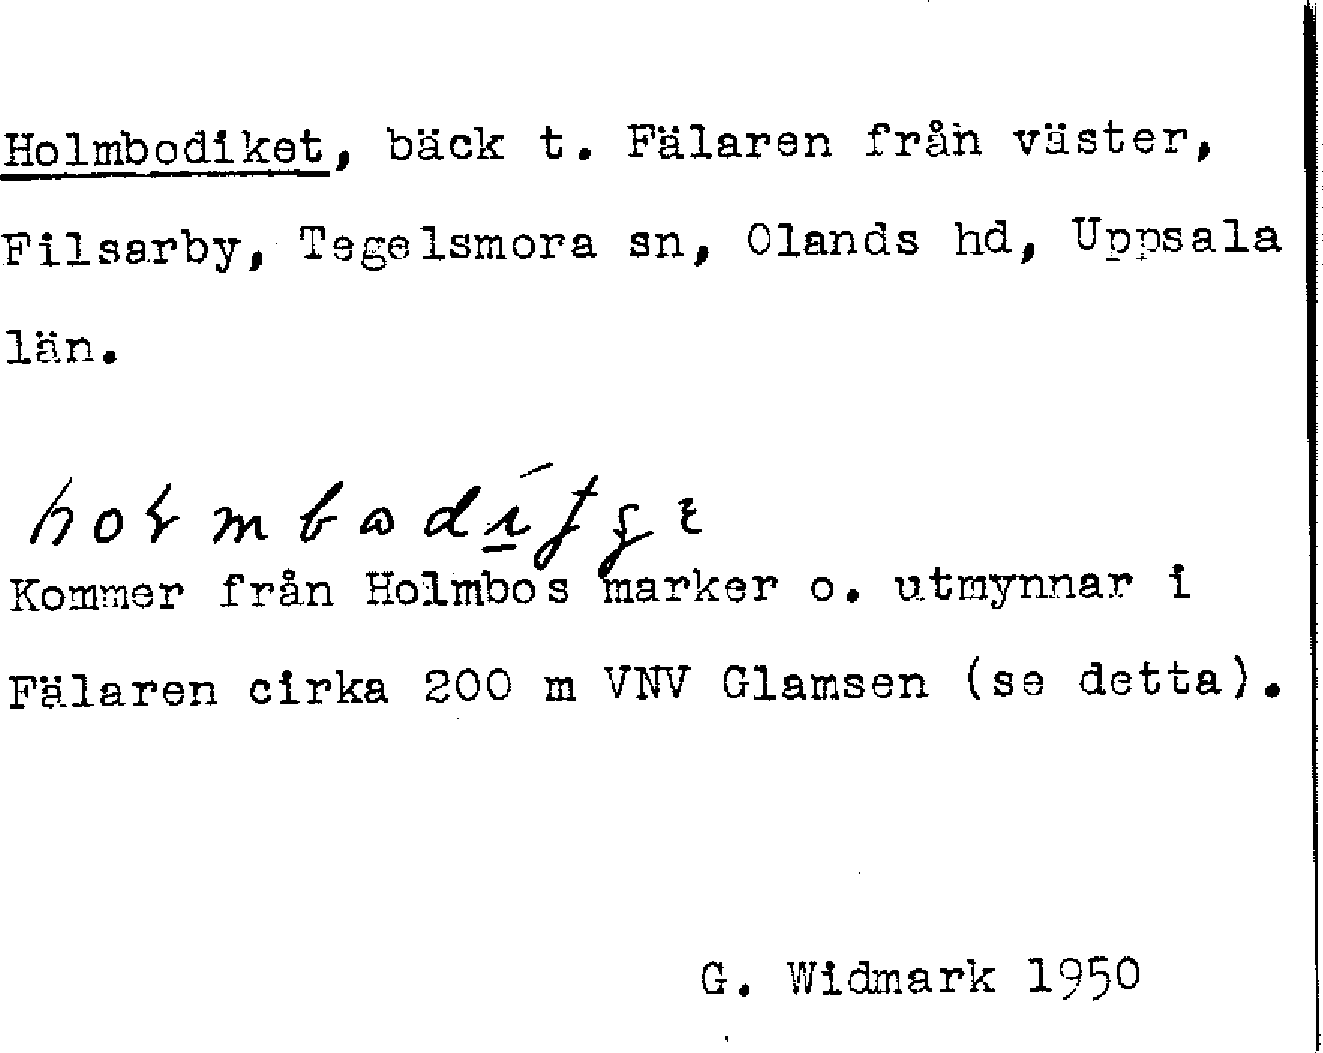 Holmbodiket, bäck t. Fälaren från väster,
Filsarby, Tegelsmora sn, Olands hd, Uppsala
län.
Kommer från Holmbos marker o. utmynnar i
Fälaren cirka 200 m VNV Glamsen (se detta).
G. Widmark 1950